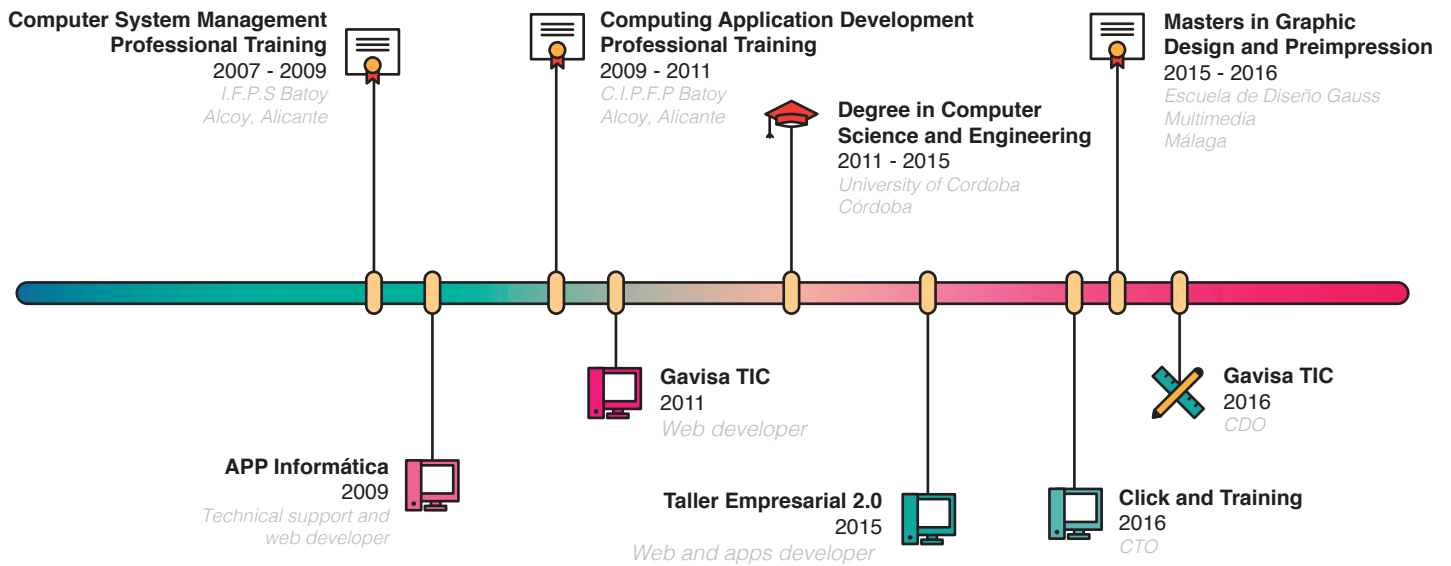 Computer System Management
Professional Training
2007 - 2009
I.F.P.S Batoy
Alcoy, Alicante
Computing Application Development
Professional Training
2009 - 2011
C.I.P.F.P Batoy
Alcoy, Alicante
Degree in Computer
Science and Engineering
2011 - 2015
University of Cordoba
Córdoba
Masters in Graphic
Design and Preimpression
2015 - 2016
Escuela de Diseño Gauss
Multimedia
Málaga
APP Informática
2009
Technical support and
web developer
Gavisa TIC
2011
Web developer
Taller Empresarial 2.0
2015
Web and apps developer
Click and Training
2016
CTO
Gavisa TIC
2016
CDO